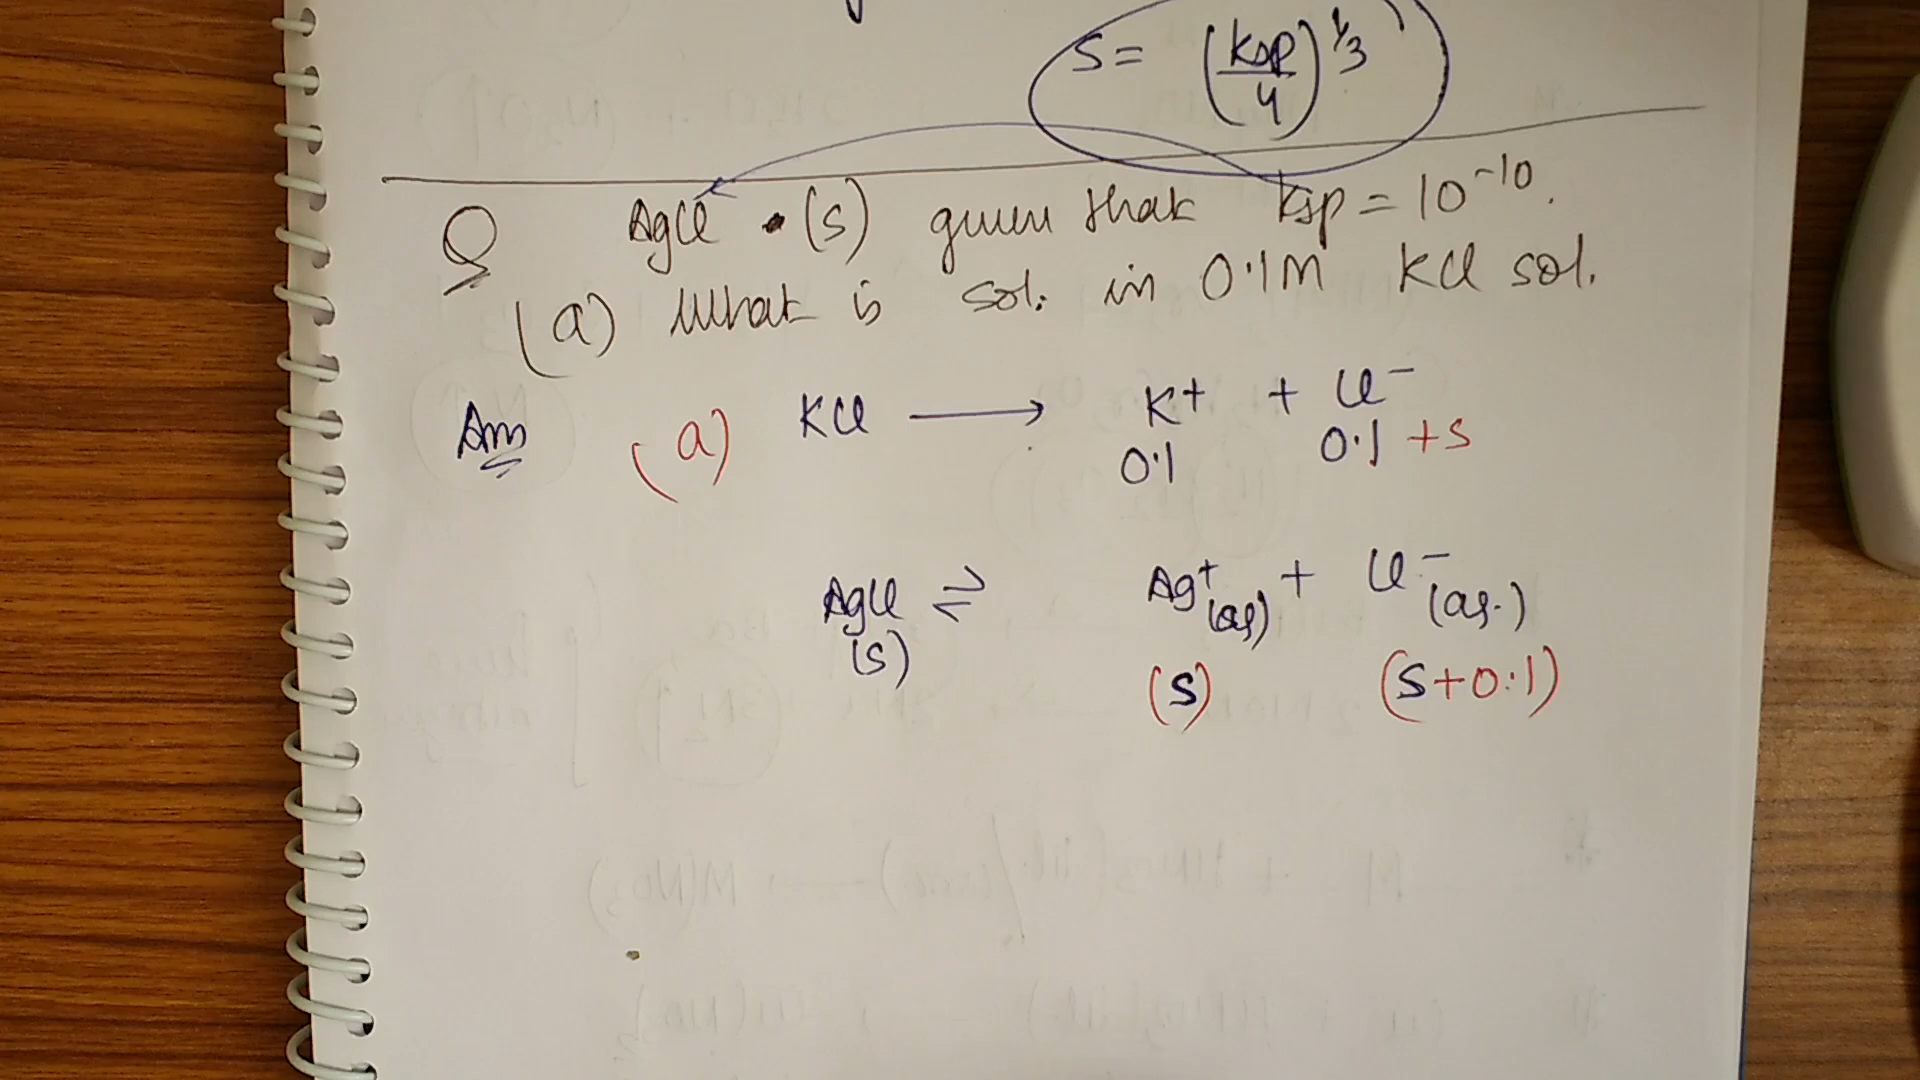 S = (Ksp/4)^1/3
Q AgCl (s) given that Ksp = 10^-10.
(a) What is sol. in 0.1M KCl sol.
Ans (a) KCl ⟶ K+ + Cl-
0.1 0.1 + S
AgCl ⇌ Ag+ (aq) + Cl- (aq.)
(s)
(S) (S+0.1)